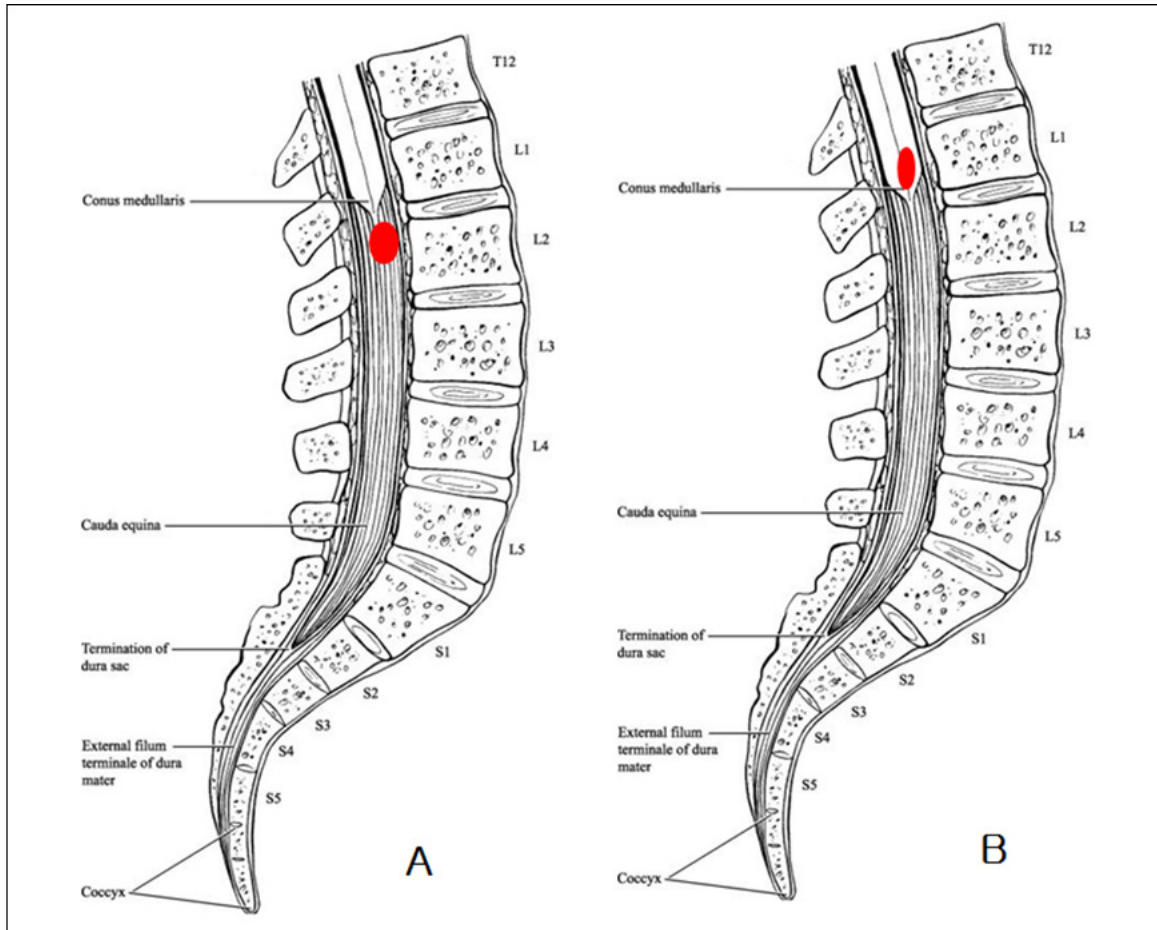 T12
L1
Conus medullaris
L2
L3
L4
Cauda equina
L5
Termination of
dura sac
S1
S2
S3
External filum
terminale of dura
mater
S4
S5
Coccyx
A
T12
L1
Conus medullaris
L2
L3
L4
Cauda equina
L5
Termination of
dura sac
S1
S2
S3
External filum
terminale of dura
mater
S4
S5
Coccyx
B